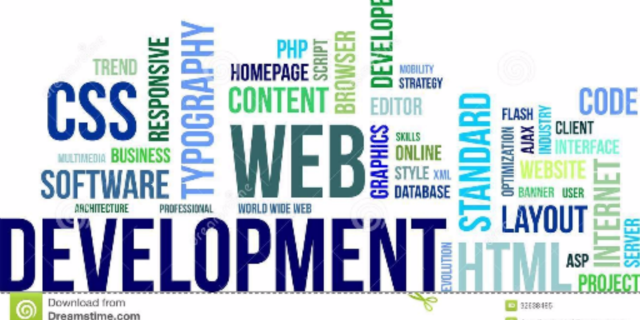 TREND
CSS
RESPONSIVE
TYPOGRAPHY
PHP
HOMEPAGE
SCRIPT
BROWSER
CONTENT
DEVELOPE
MOBILITY
STRATEGY
EDITOR
MULTIMEDIA
BUSINESS
SOFTWARE
WEB
GRAPHICS
SKILLS
ONLINE
STYLE
XML
DATABASE
STANDARD
FLASH
AJAX
INDUSTRY
OPTIMIZATION
CODE
CLIENT
INTERFACE
WEBSITE
BANNER
USER
INTERNET
LAYOUT
ARCHITECTURE
PROFESSIONAL
WORLD WIDE WEB
DEVELOPMENT
EVOLUTION
HTML
ASP
SERVER
PROJECT
Download from
Dreamstime.com